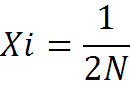 Xi = 1/2N